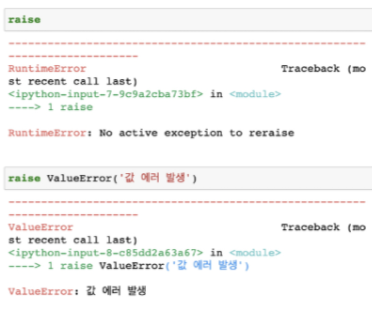 raise
---------------------------------------------------------------------------
RuntimeError Traceback (mo
st recent call last)
<ipython-input-7-9c9a2cba73bf> in <module>
----> 1 raise
RuntimeError: No active exception to reraise
raise ValueError('값 에러 발생')
---------------------------------------------------------------------------
ValueError Traceback (mo
st recent call last)
<ipython-input-8-c85dd2a63a67> in <module>
----> 1 raise ValueError('값 에러 발생')
ValueError: 값 에러 발생